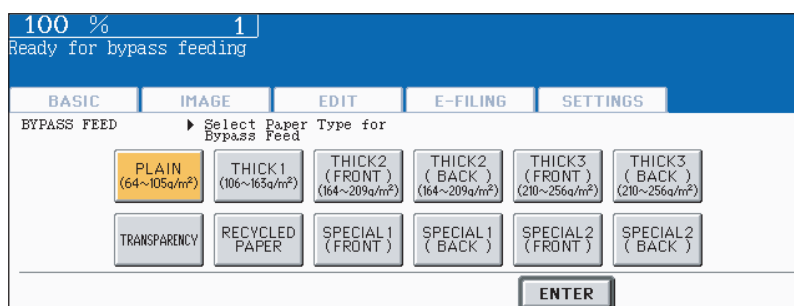 100 % 1
Ready for bypass feeding
BASIC IMAGE EDIT E-FILING SETTINGS
BYPASS FEED Select Paper Type for
Bypass Feed
PLAIN
(64~105g/m²)
THICK1
(106~163g/m²)
THICK2
(FRONT)
(164~209g/m²)
THICK2
( BACK )
(164~209g/m²)
THICK3
(FRONT)
(210~256g/m²)
THICK3
( BACK )
(210~256g/m²)
TRANSPARENCY
RECYCLED
PAPER
SPECIAL1
(FRONT)
SPECIAL1
( BACK )
SPECIAL2
(FRONT)
SPECIAL2
( BACK )
ENTER